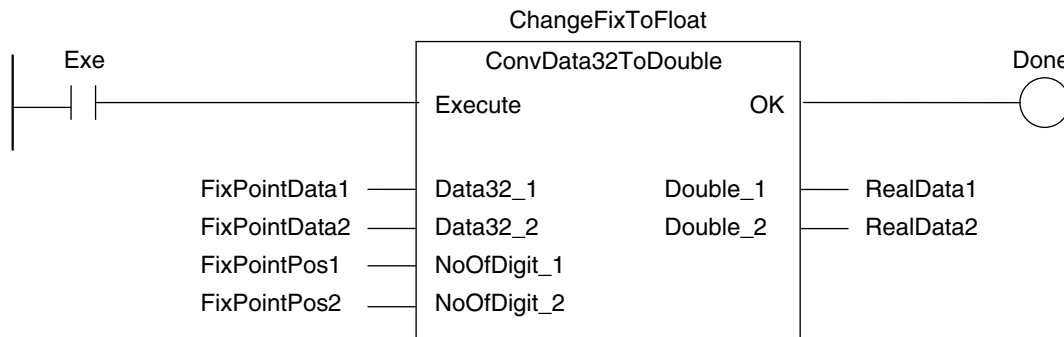 ChangeFixToFloat
Exe
ConvData32ToDouble
Done
Execute OK
FixPointData1 Data32_1 Double_1 RealData1
FixPointData2 Data32_2 Double_2 RealData2
FixPointPos1 NoOfDigit_1
FixPointPos2 NoOfDigit_2